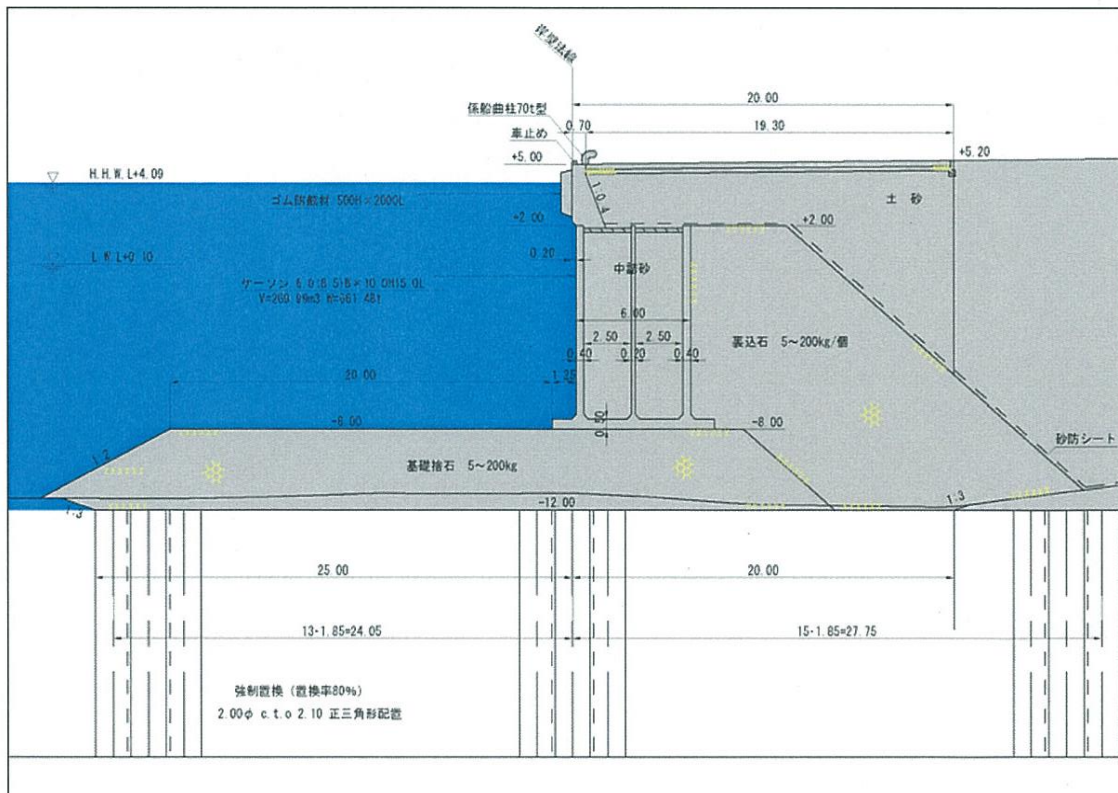 岸壁法線
20.00
係船曲柱70t型
0.70
19.30
車止め
+5.00
+5.20
H.H.W.L+4.09
1:0.4
ゴム防舷材 500H×2000L
土 砂
+2.00
+2.00
L.W.L+0.10
0.20
中詰砂
V=260.99m3 W=661.48t
6.00
2.50
2.50
裏込石 5〜200kg/個
0.40
0.20
0.40
20.00
1.25
0.50
-8.00
-8.00
1:2
砂防シート
基礎捨石 5〜200kg
-12.00
1:3
1:3
25.00
20.00
13-1.85=24.05
15-1.85=27.75
強制置換 (置換率80%)
2.00φ c.t.o 2.10 正三角形配置